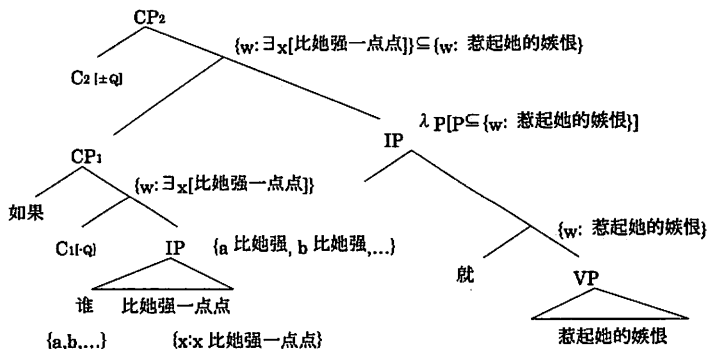 CP₂
{w:∃x[比她强一点点]}⊆{w: 惹起她的嫉恨}
C₂ [±Q]
λP[P⊆{w: 惹起她的嫉恨}]
IP
CP₁
{w:∃x[比她强一点点]}
如果
{w: 惹起她的嫉恨}
C₁[-Q] IP {a 比她强, b 比她强,...}
就 VP
谁 比她强一点点
惹起她的嫉恨
{a,b,...} {x:x 比她强一点点}